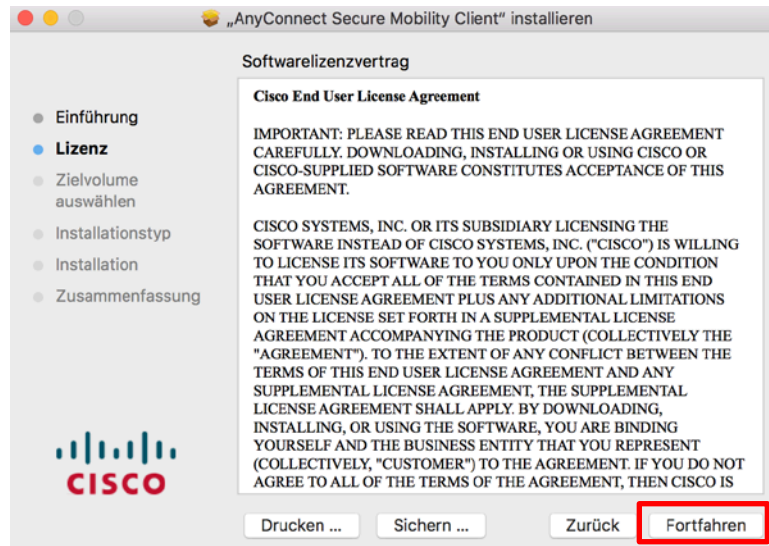 „AnyConnect Secure Mobility Client“ installieren
Softwarelizenzvertrag
Einführung
Lizenz
Zielvolume
auswählen
Installationstyp
Installation
Zusammenfassung
CISCO
Cisco End User License Agreement
IMPORTANT: PLEASE READ THIS END USER LICENSE AGREEMENT
CAREFULLY. DOWNLOADING, INSTALLING OR USING CISCO OR
CISCO-SUPPLIED SOFTWARE CONSTITUTES ACCEPTANCE OF THIS
AGREEMENT.
CISCO SYSTEMS, INC. OR ITS SUBSIDIARY LICENSING THE
SOFTWARE INSTEAD OF CISCO SYSTEMS, INC. ("CISCO") IS WILLING
TO LICENSE ITS SOFTWARE TO YOU ONLY UPON THE CONDITION
THAT YOU ACCEPT ALL OF THE TERMS CONTAINED IN THIS END
USER LICENSE AGREEMENT PLUS ANY ADDITIONAL LIMITATIONS
ON THE LICENSE SET FORTH IN A SUPPLEMENTAL LICENSE
AGREEMENT ACCOMPANYING THE PRODUCT (COLLECTIVELY THE
"AGREEMENT"). TO THE EXTENT OF ANY CONFLICT BETWEEN THE
TERMS OF THIS END USER LICENSE AGREEMENT AND ANY
SUPPLEMENTAL LICENSE AGREEMENT, THE SUPPLEMENTAL
LICENSE AGREEMENT SHALL APPLY. BY DOWNLOADING,
INSTALLING, OR USING THE SOFTWARE, YOU ARE BINDING
YOURSELF AND THE BUSINESS ENTITY THAT YOU REPRESENT
(COLLECTIVELY, "CUSTOMER") TO THE AGREEMENT. IF YOU DO NOT
AGREE TO ALL OF THE TERMS OF THE AGREEMENT, THEN CISCO IS
Drucken ... Sichern ... Zurück Fortfahren